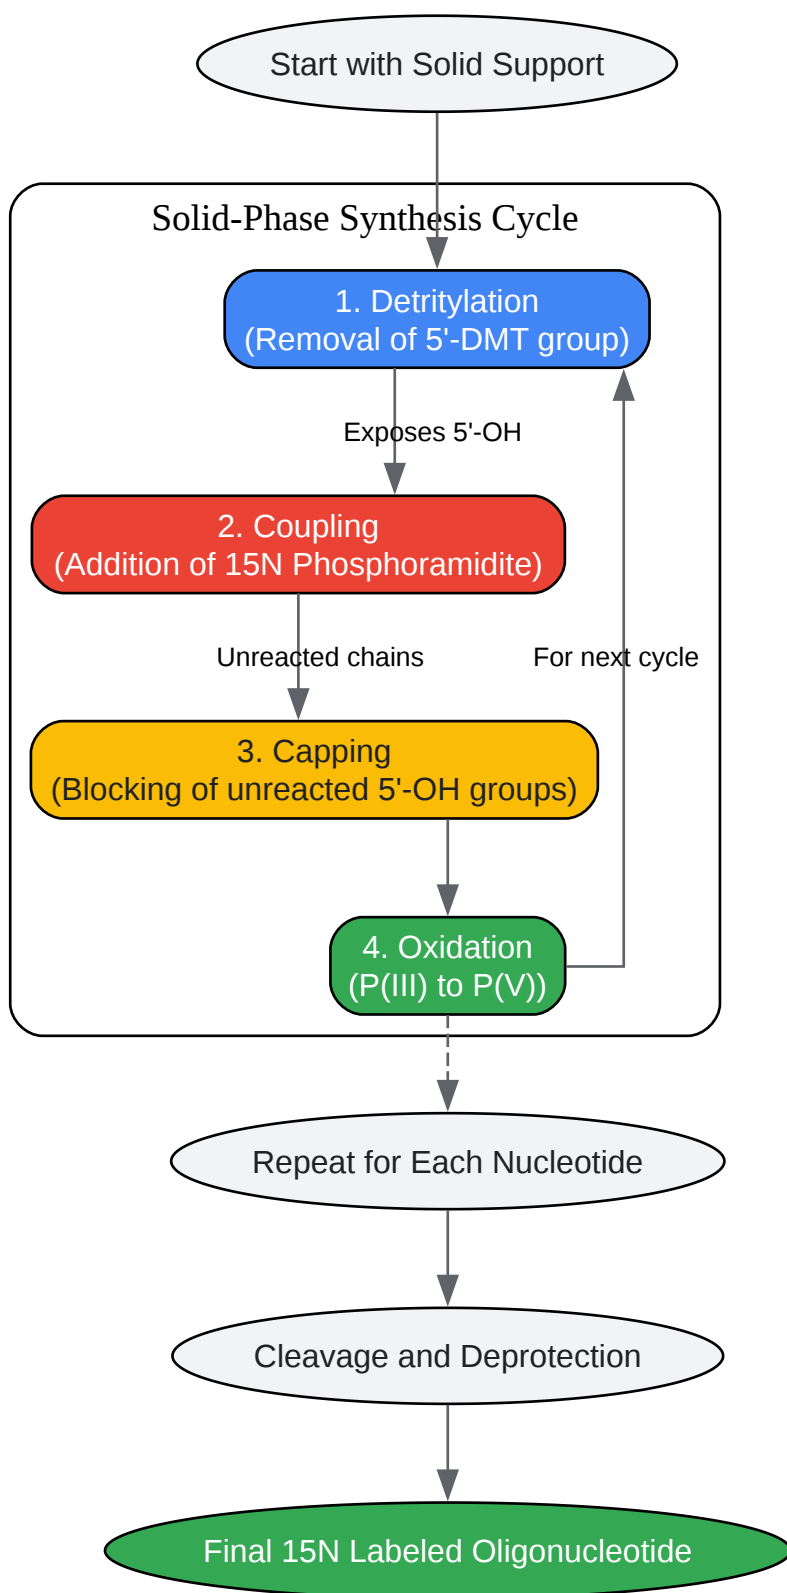 Start with Solid Support
Solid-Phase Synthesis Cycle
1. Detritylation
(Removal of 5'-DMT group)
Exposes 5'-OH
2. Coupling
(Addition of 15N Phosphoramidite)
Unreacted chains
For next cycle
3. Capping
(Blocking of unreacted 5'-OH groups)
4. Oxidation
(P(III) to P(V))
Repeat for Each Nucleotide
Cleavage and Deprotection
Final 15N Labeled Oligonucleotide